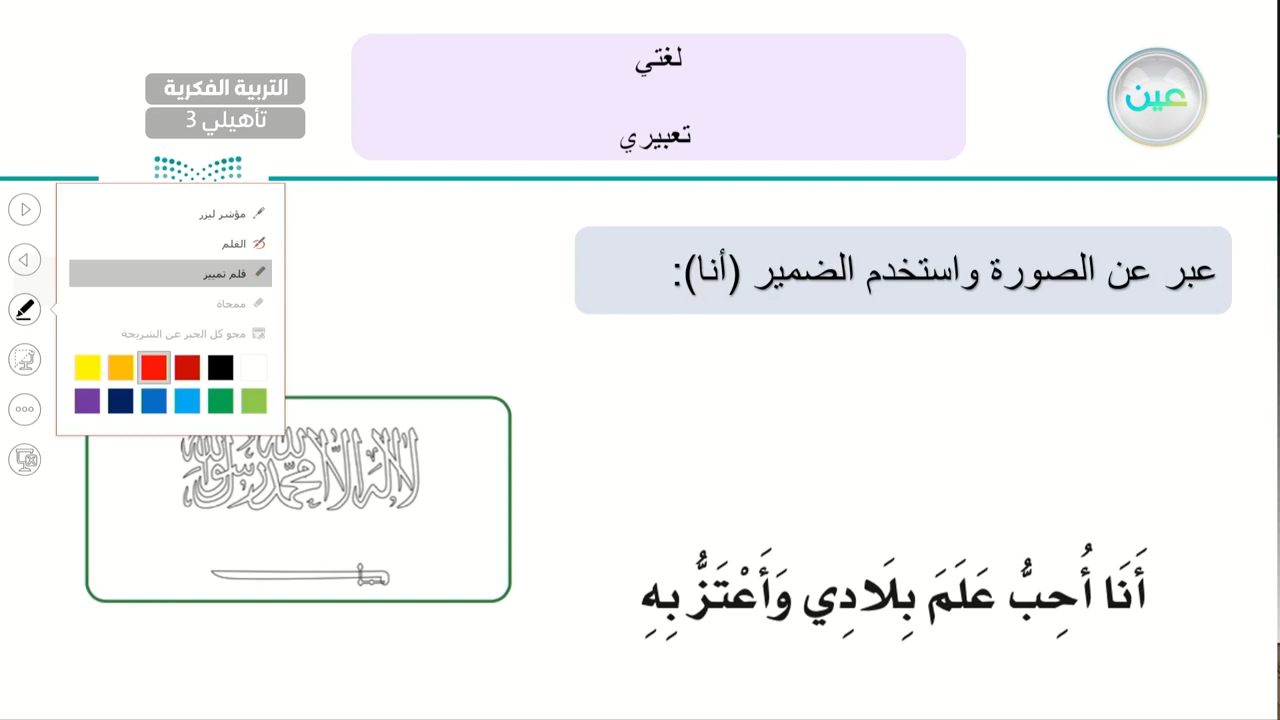 لغتي
تعبيري
عين
التربية الفكرية
تأهيلي 3
مؤشر ليزر
القلم
قلم تمييز
ممحاة
محو كل الحبر عن الشريحة
عبر عن الصورة واستخدم الضمير (أنا):
لا إله إلا الله محمد رسول الله
أَنَا أُحِبُّ عَلَمَ بِلَادِي وَأَعْتَزُّ بِهِ